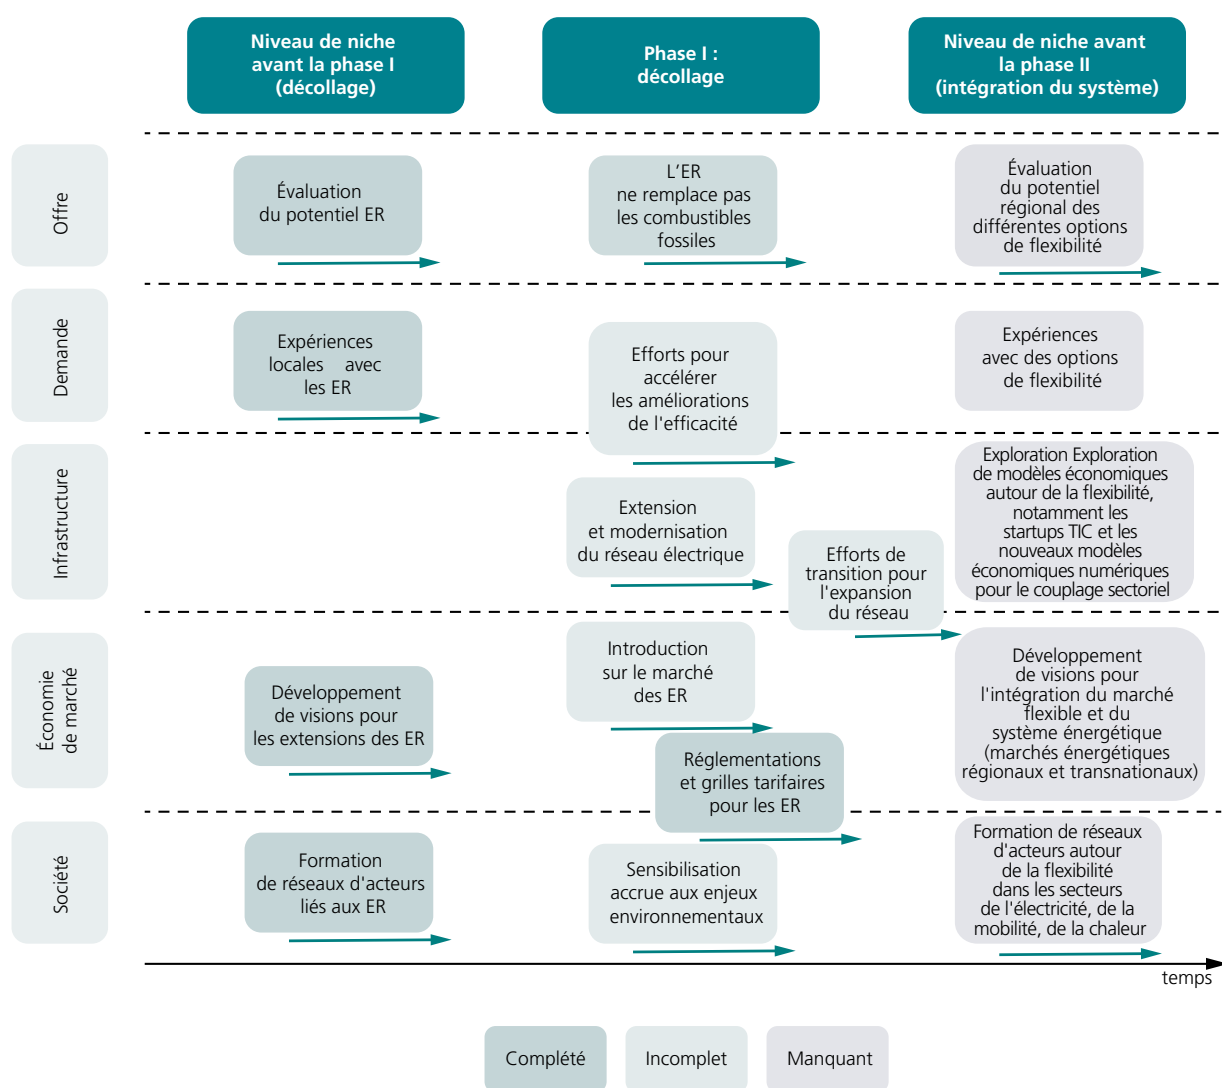 Niveau de niche
avant la phase I
(décollage)
Phase I :
décollage
Niveau de niche avant
la phase II
(intégration du système)
Offre
Évaluation
du potentiel ER
L'ER
ne remplace pas
les combustibles
fossiles
Évaluation
du potentiel
régional des
différentes options
de flexibilité
Demande
Expériences
locales avec
les ER
Efforts pour
accélérer
les améliorations
de l'efficacité
Expériences
avec des options
de flexibilité
Infrastructure
Extension
et modernisation
du réseau électrique
Efforts de
transition pour
l'expansion
du réseau
Exploration Exploration
de modèles économiques
autour de la flexibilité,
notamment les
startups TIC et les
nouveaux modèles
économiques numériques
pour le couplage sectoriel
Économie
de marché
Développement
de visions pour
les extensions des ER
Introduction
sur le marché
des ER
Réglementations
et grilles tarifaires
pour les ER
Développement
de visions pour
l'intégration du marché
flexible et du
système énergétique
(marchés énergétiques
régionaux et transnationaux)
Société
Formation
de réseaux d'acteurs
liés aux ER
Sensibilisation
accrue aux enjeux
environnementaux
Formation de réseaux
d'acteurs autour
de la flexibilité
dans les secteurs
de l'électricité, de la
mobilité, de la chaleur
temps
Complété
Incomplet
Manquant